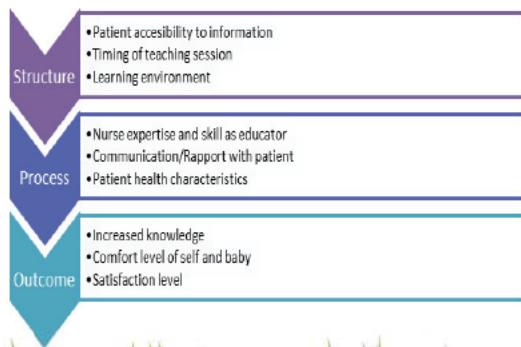 Structure
•Patient accesibility to information
•Timing of teaching session
•Learning environment
Process
•Nurse expertise and skill as educator
•Communication/Rapport with patient
•Patient health characteristics
Outcome
•Increased knowledge
•Comfort level of self and baby
•Satisfaction level